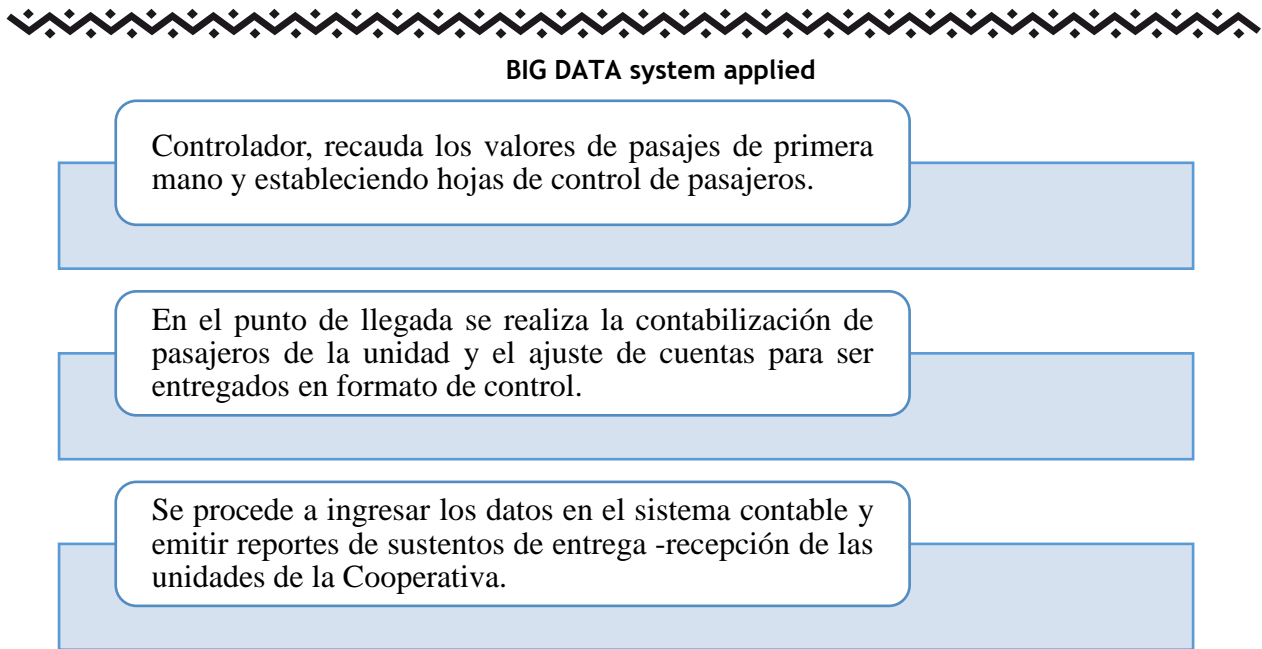 BIG DATA system applied
Controlador, recauda los valores de pasajes de primera
mano y estableciendo hojas de control de pasajeros.
En el punto de llegada se realiza la contabilización de
pasajeros de la unidad y el ajuste de cuentas para ser
entregados en formato de control.
Se procede a ingresar los datos en el sistema contable y
emitir reportes de sustentos de entrega -recepción de las
unidades de la Cooperativa.